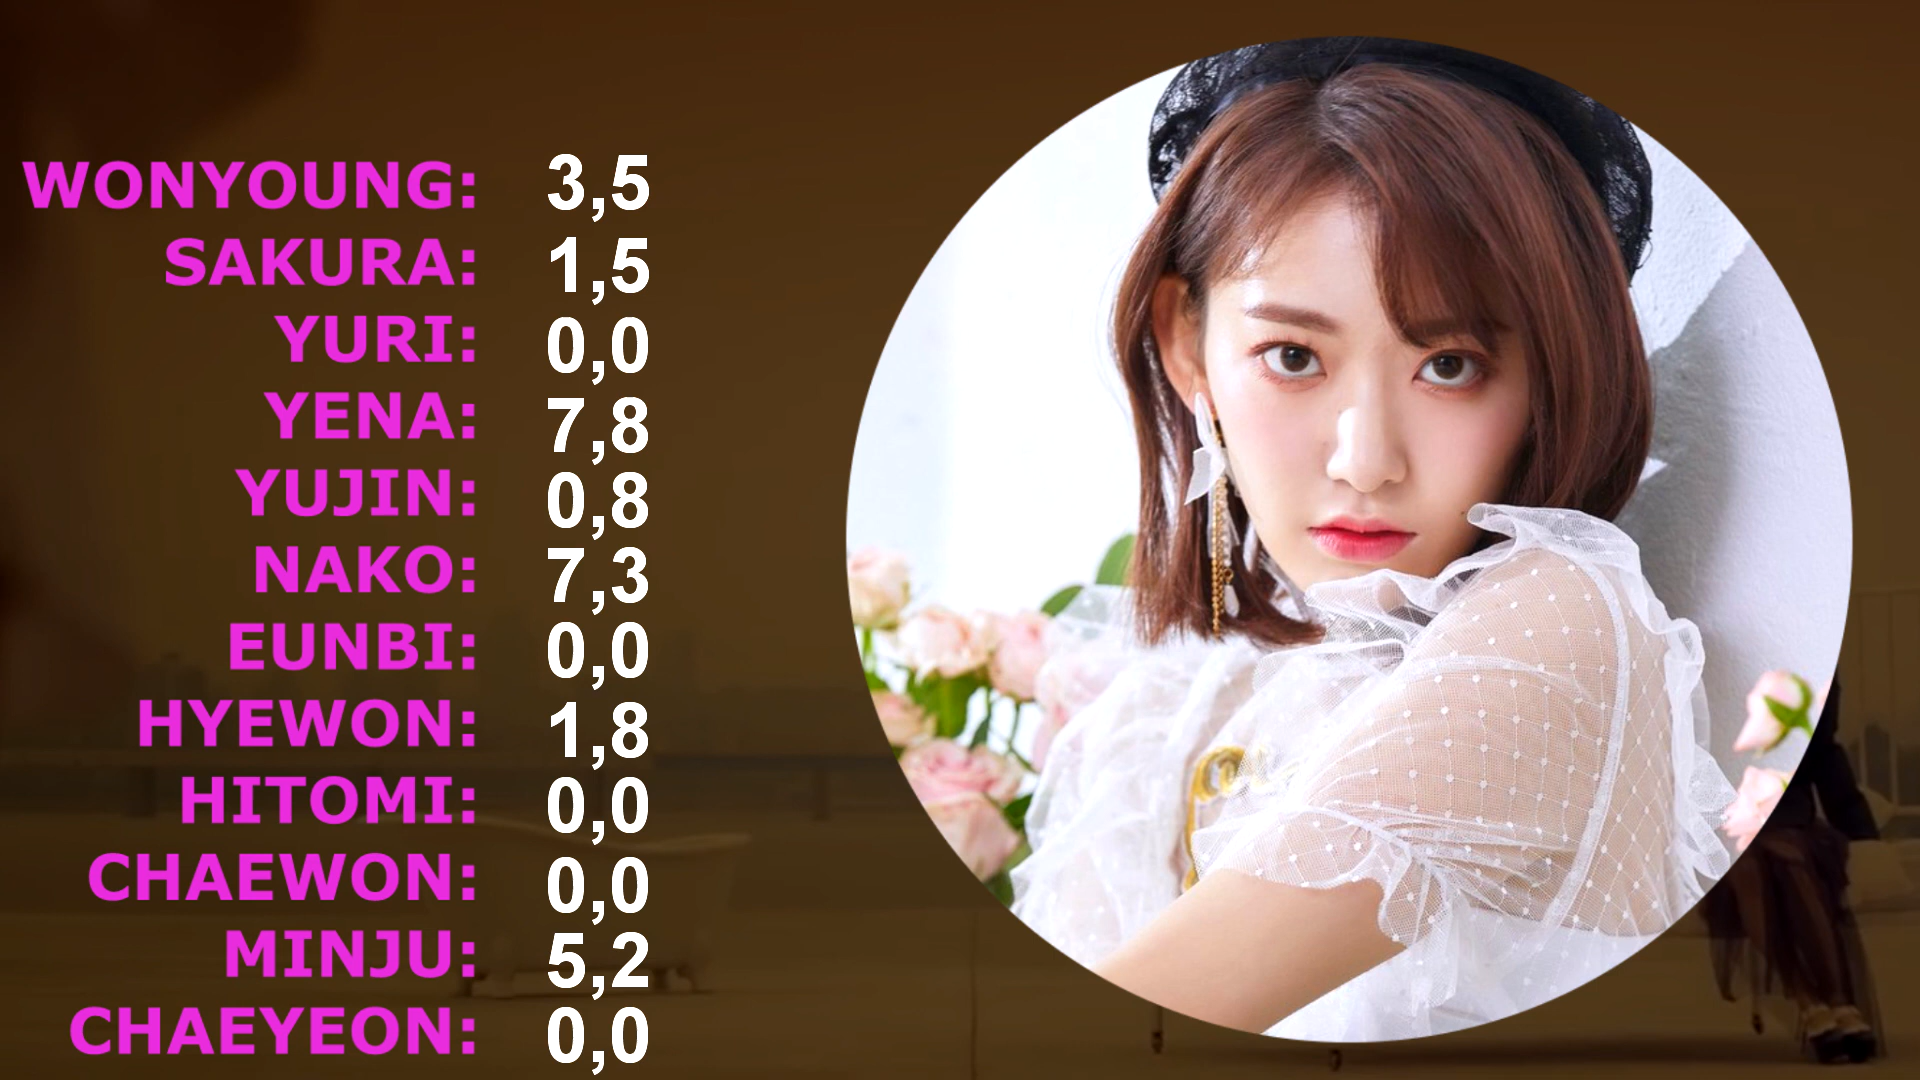 WONYOUNG: 3,5
SAKURA: 1,5
YURI: 0,0
YENA: 7,8
YUJIN: 0,8
NAKO: 7,3
EUNBI: 0,0
HYEWON: 1,8
HITOMI: 0,0
CHAEWON: 0,0
MINJU: 5,2
CHAEYEON: 0,0